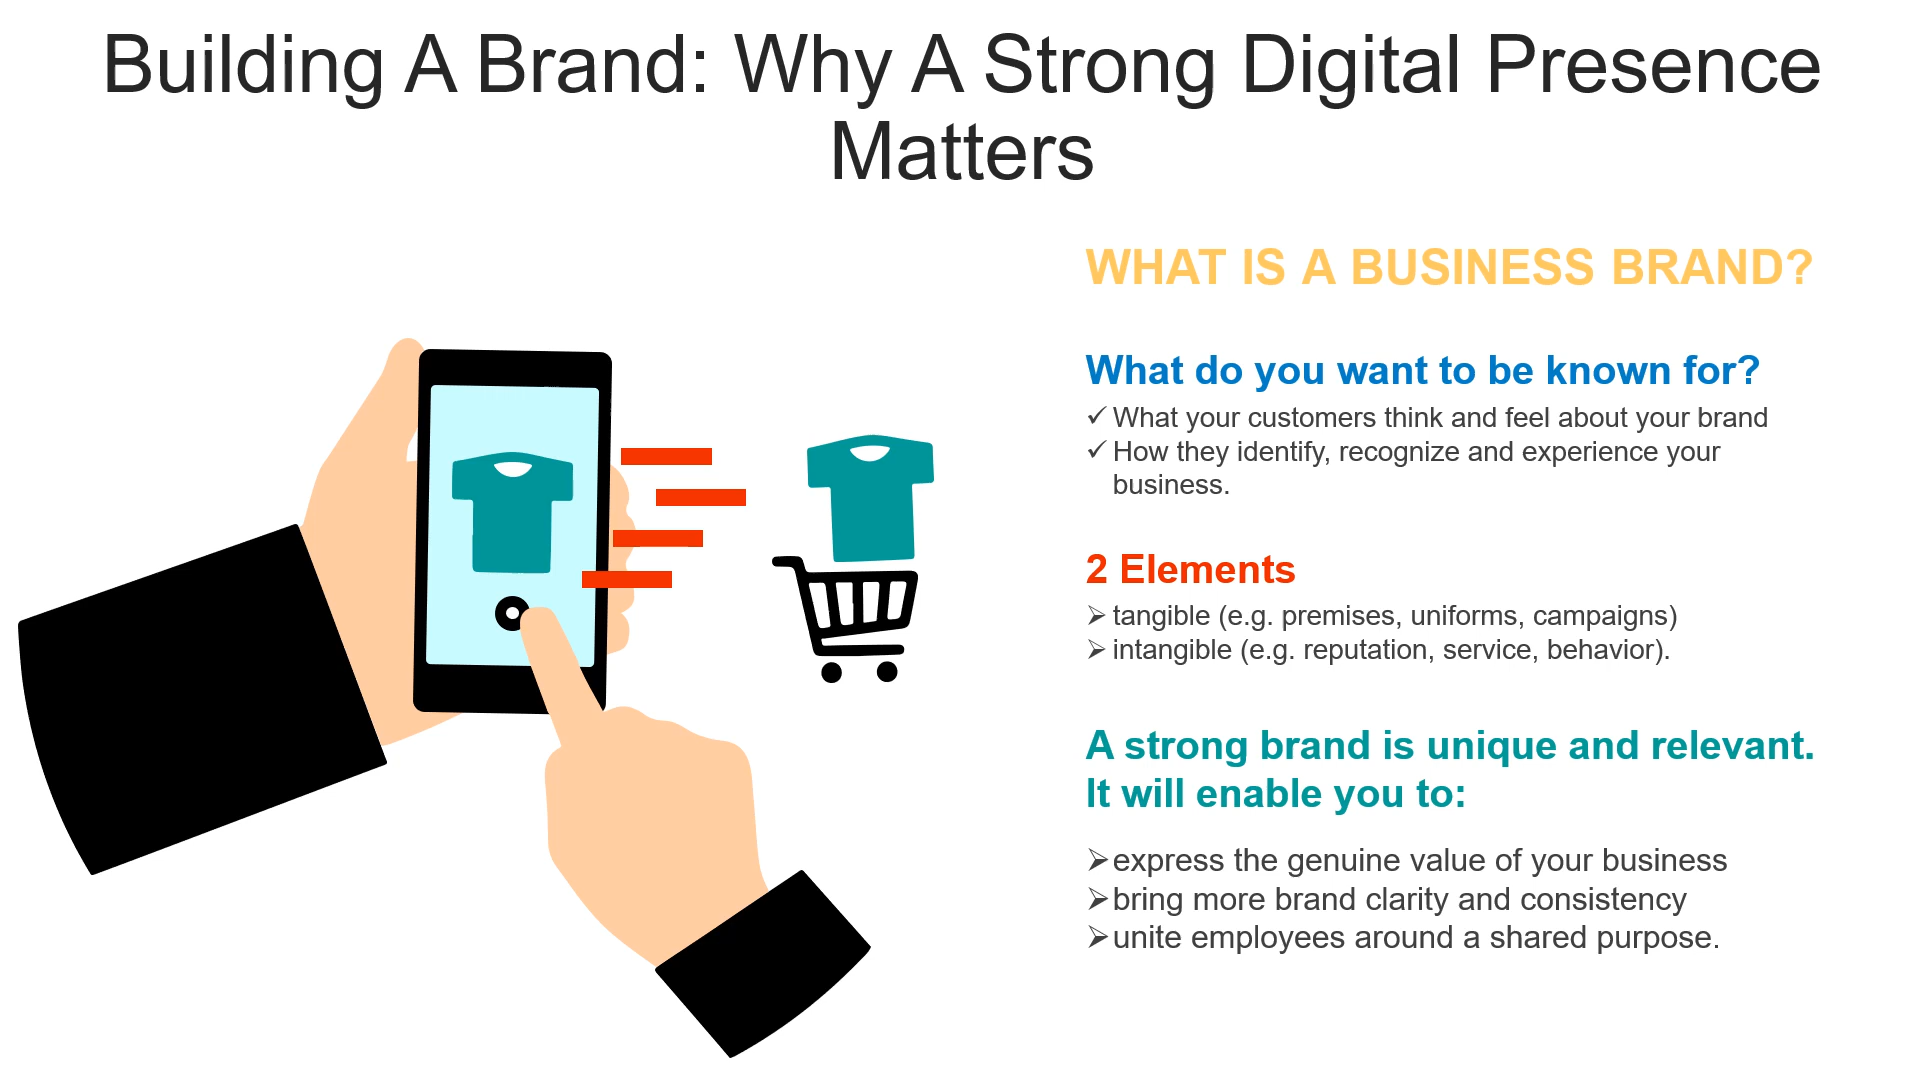 Building A Brand: Why A Strong Digital Presence
Matters
WHAT IS A BUSINESS BRAND?
What do you want to be known for?
✓ What your customers think and feel about your brand
✓ How they identify, recognize and experience your
business.
2 Elements
➢ tangible (e.g. premises, uniforms, campaigns)
➢ intangible (e.g. reputation, service, behavior).
A strong brand is unique and relevant.
It will enable you to:
➢ express the genuine value of your business
➢ bring more brand clarity and consistency
➢ unite employees around a shared purpose.